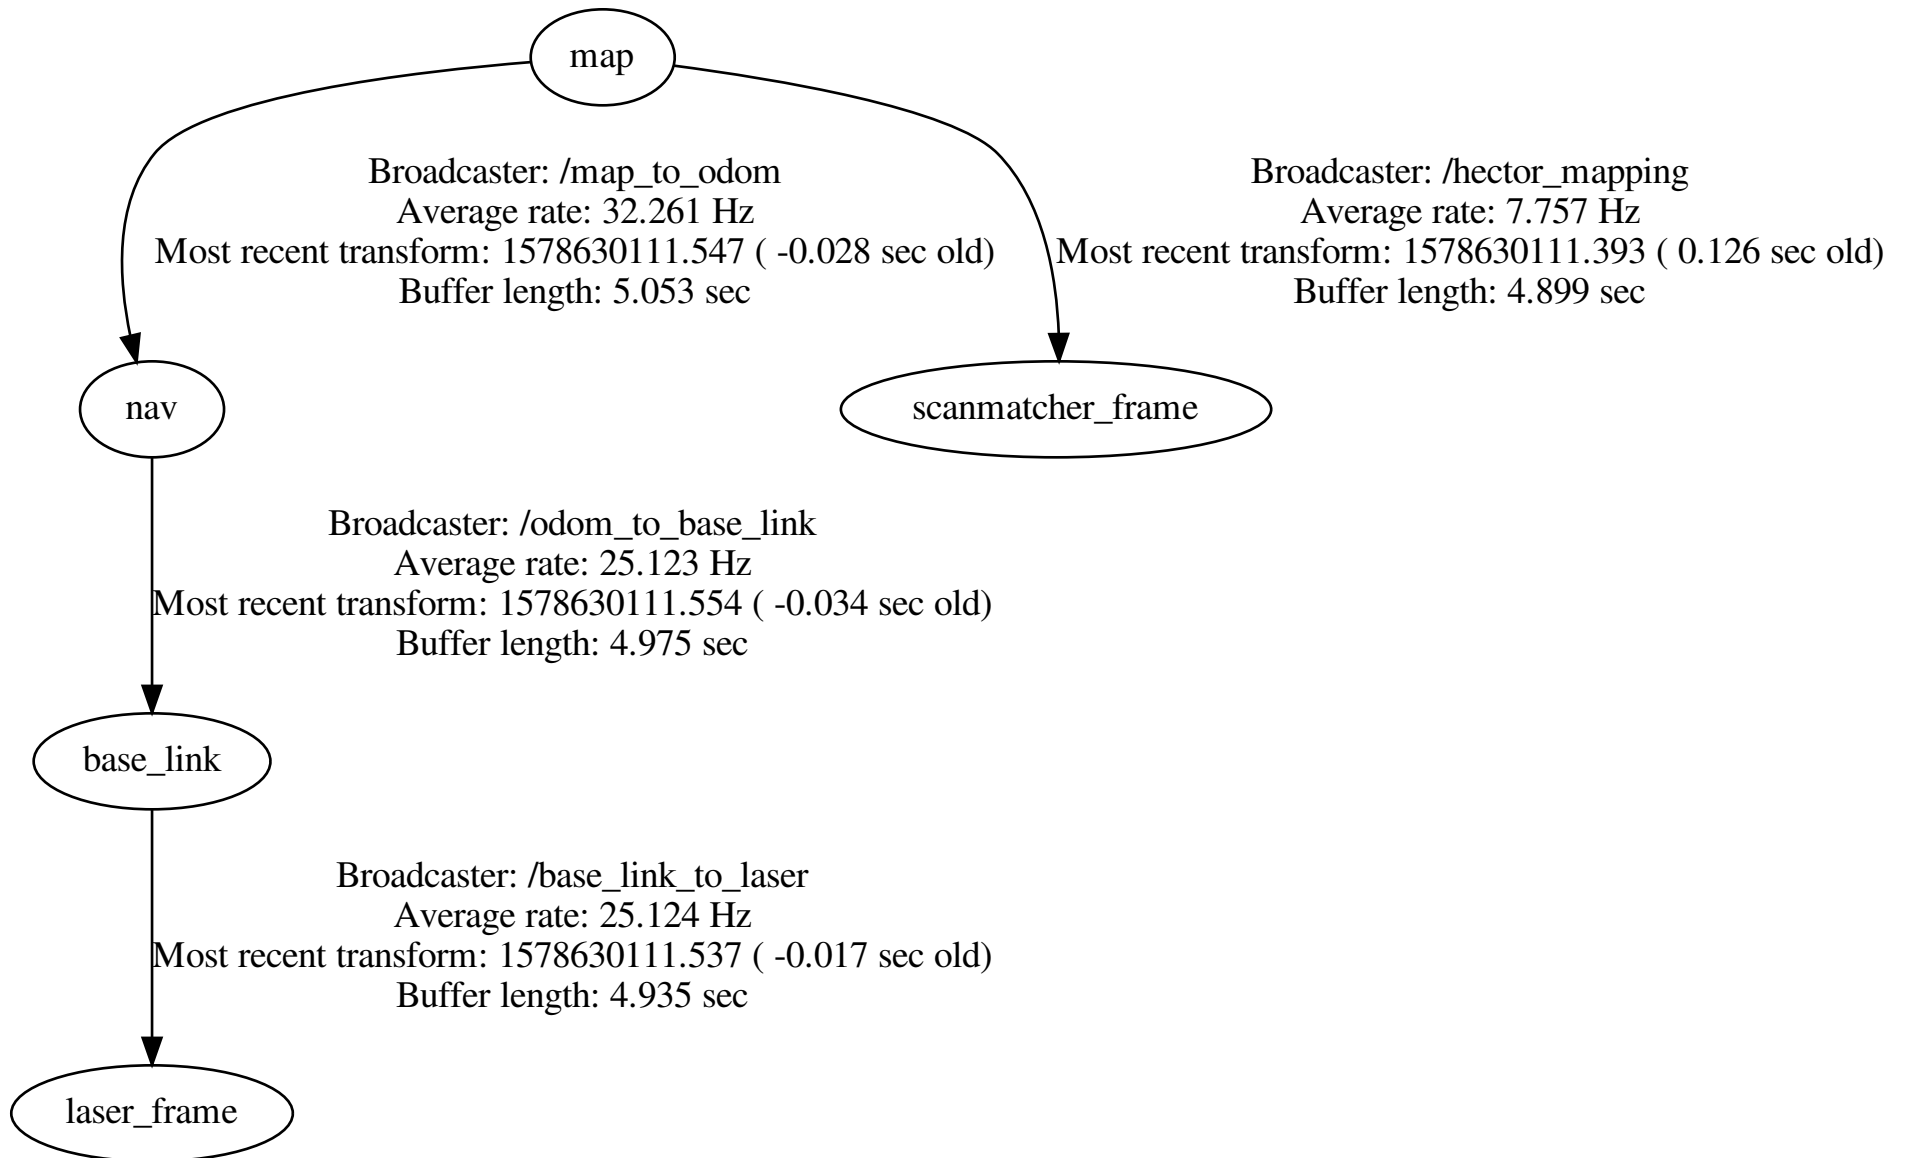 map
Broadcaster: /map_to_odom
Average rate: 32.261 Hz
Most recent transform: 1578630111.547 ( -0.028 sec old)
Buffer length: 5.053 sec
Broadcaster: /hector_mapping
Average rate: 7.757 Hz
Most recent transform: 1578630111.393 ( 0.126 sec old)
Buffer length: 4.899 sec
nav
scanmatcher_frame
Broadcaster: /odom_to_base_link
Average rate: 25.123 Hz
Most recent transform: 1578630111.554 ( -0.034 sec old)
Buffer length: 4.975 sec
base_link
Broadcaster: /base_link_to_laser
Average rate: 25.124 Hz
Most recent transform: 1578630111.537 ( -0.017 sec old)
Buffer length: 4.935 sec
laser_frame